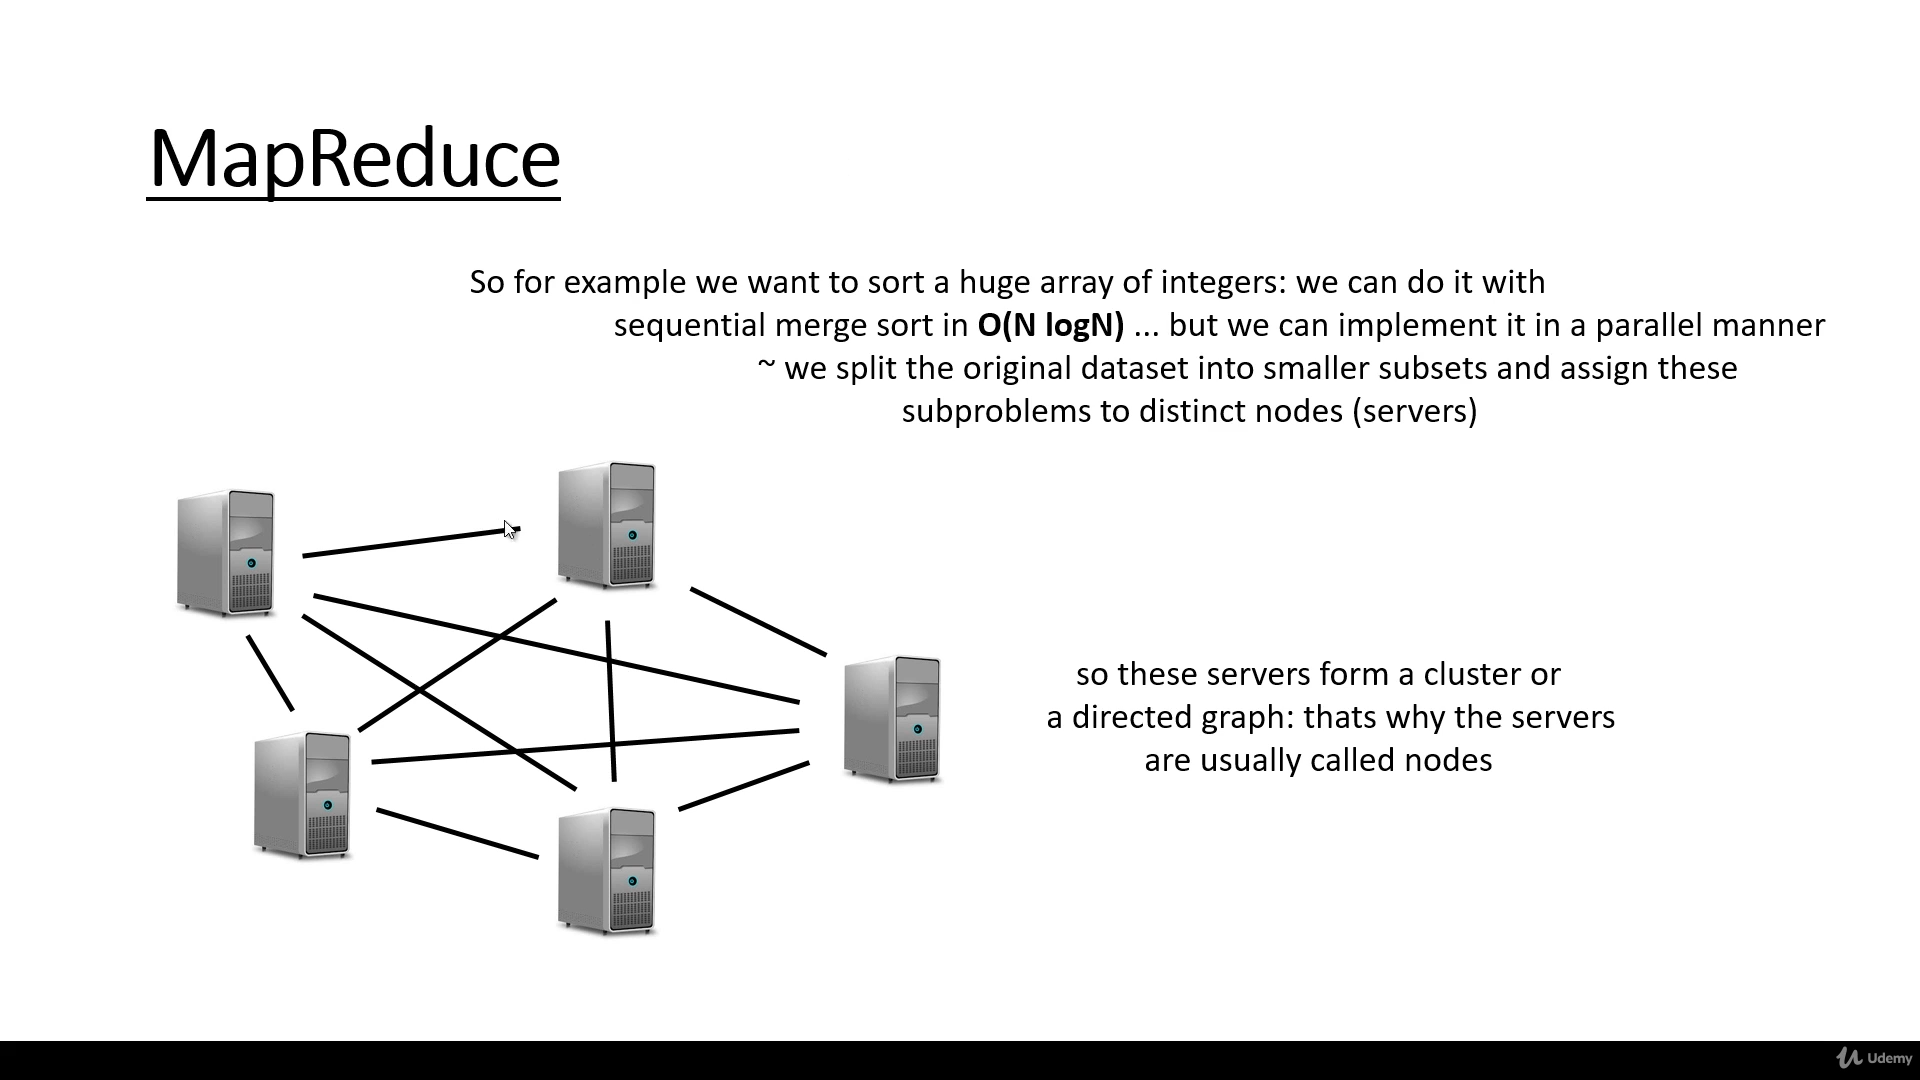 MapReduce
So for example we want to sort a huge array of integers: we can do it with
sequential merge sort in O(N logN) ... but we can implement it in a parallel manner
~ we split the original dataset into smaller subsets and assign these
subproblems to distinct nodes (servers)
so these servers form a cluster or
a directed graph: thats why the servers
are usually called nodes
Udemy